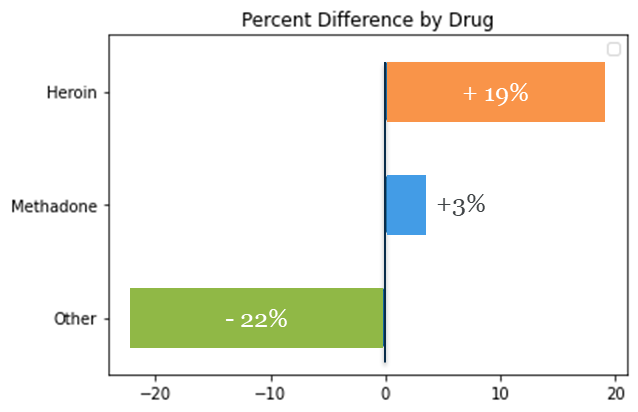 Percent Difference by Drug
Heroin
+ 19%
Methadone
+3%
Other
- 22%
−20 −10 0 10 20